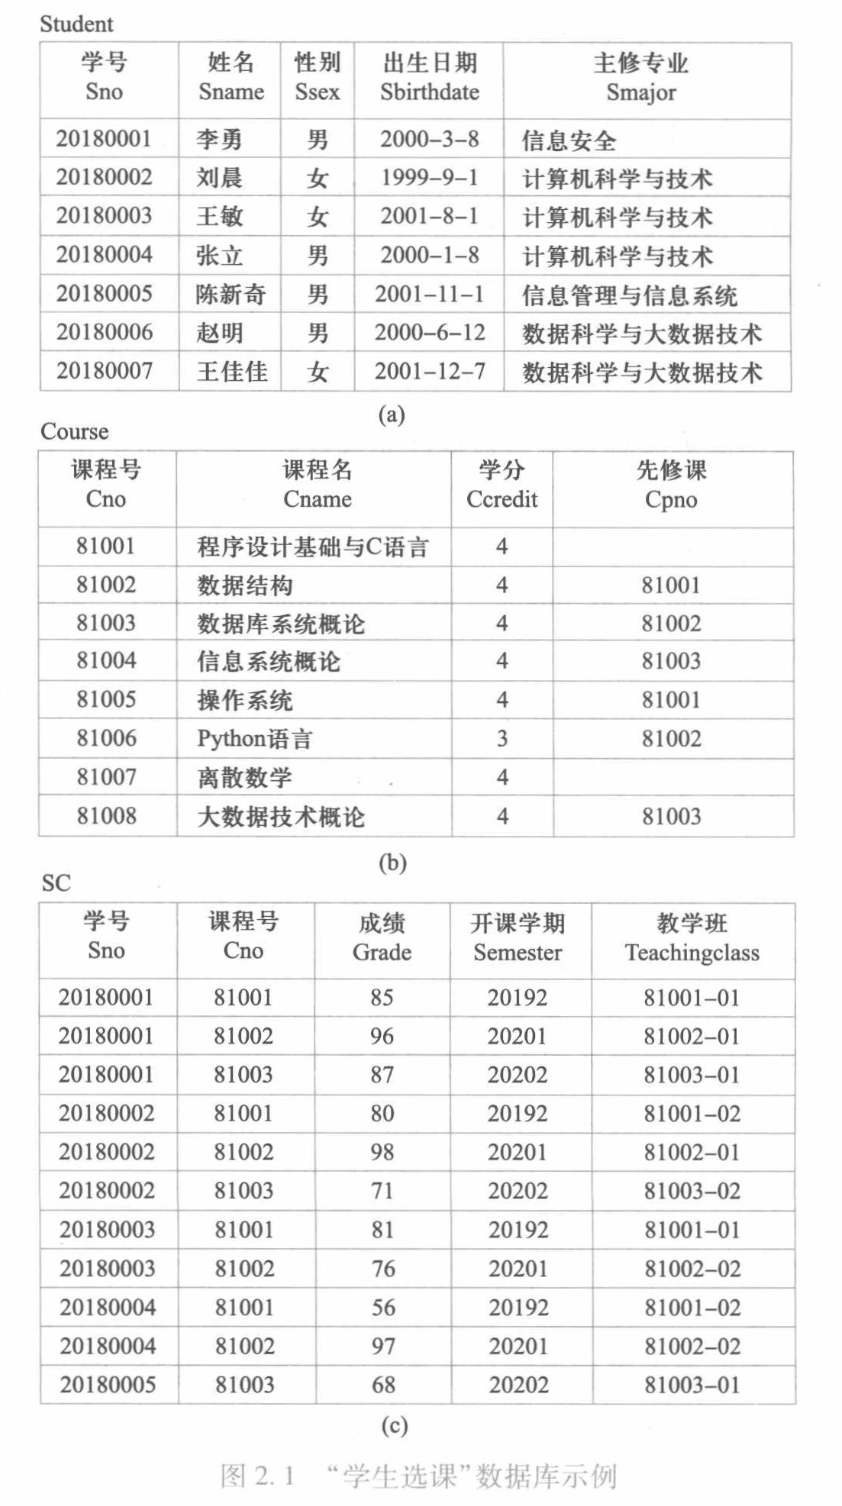 Student
学号 姓名 性别 出生日期 主修专业
Sno Sname Ssex Sbirthdate Smajor
20180001 李勇 男 2000-3-8 信息安全
20180002 刘晨 女 1999-9-1 计算机科学与技术
20180003 王敏 女 2001-8-1 计算机科学与技术
20180004 张立 男 2000-1-8 计算机科学与技术
20180005 陈新奇 男 2001-11-1 信息管理与信息系统
20180006 赵明 男 2000-6-12 数据科学与大数据技术
20180007 王佳佳 女 2001-12-7 数据科学与大数据技术
(a)
Course
课程号 课程名 学分 先修课
Cno Cname Ccredit Cpno
81001 程序设计基础与C语言 4
81002 数据结构 4 81001
81003 数据库系统概论 4 81002
81004 信息系统概论 4 81003
81005 操作系统 4 81001
81006 Python语言 3 81002
81007 离散数学 4
81008 大数据技术概论 4 81003
(b)
SC
学号 课程号 成绩 开课学期 教学班
Sno Cno Grade Semester Teachingclass
20180001 81001 85 20192 81001-01
20180001 81002 96 20201 81002-01
20180001 81003 87 20202 81003-01
20180002 81001 80 20192 81001-02
20180002 81002 98 20201 81002-01
20180002 81003 71 20202 81003-02
20180003 81001 81 20192 81001-01
20180003 81002 76 20201 81002-02
20180004 81001 56 20192 81001-02
20180004 81002 97 20201 81002-02
20180005 81003 68 20202 81003-01
(c)
图 2.1 “学生选课”数据库示例